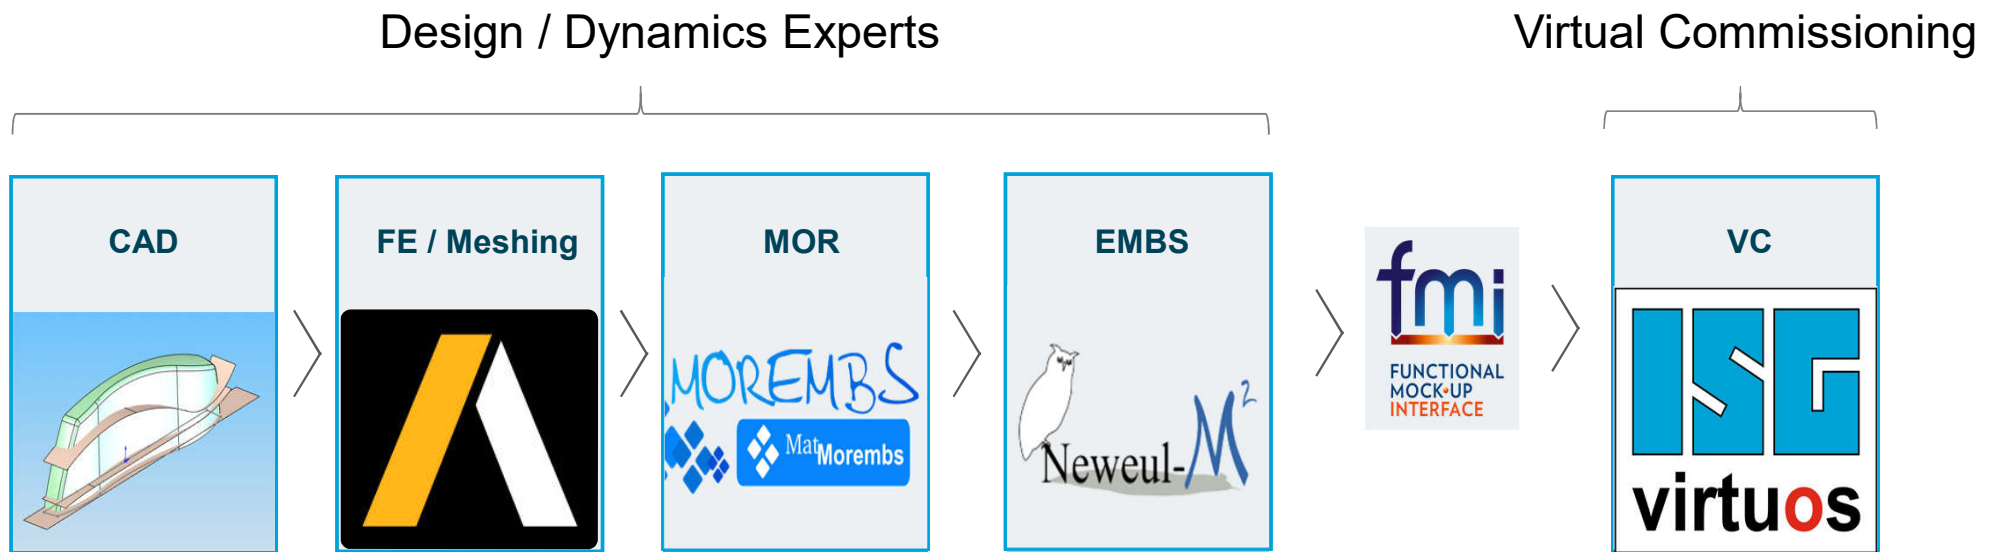 Design / Dynamics Experts
Virtual Commissioning
CAD
FE / Meshing
MOR
EMBS
VC
MOREMBS
MatMorembs
Neweul-M²
fmi
FUNCTIONAL
MOCK-UP
INTERFACE
ISG
virtuos